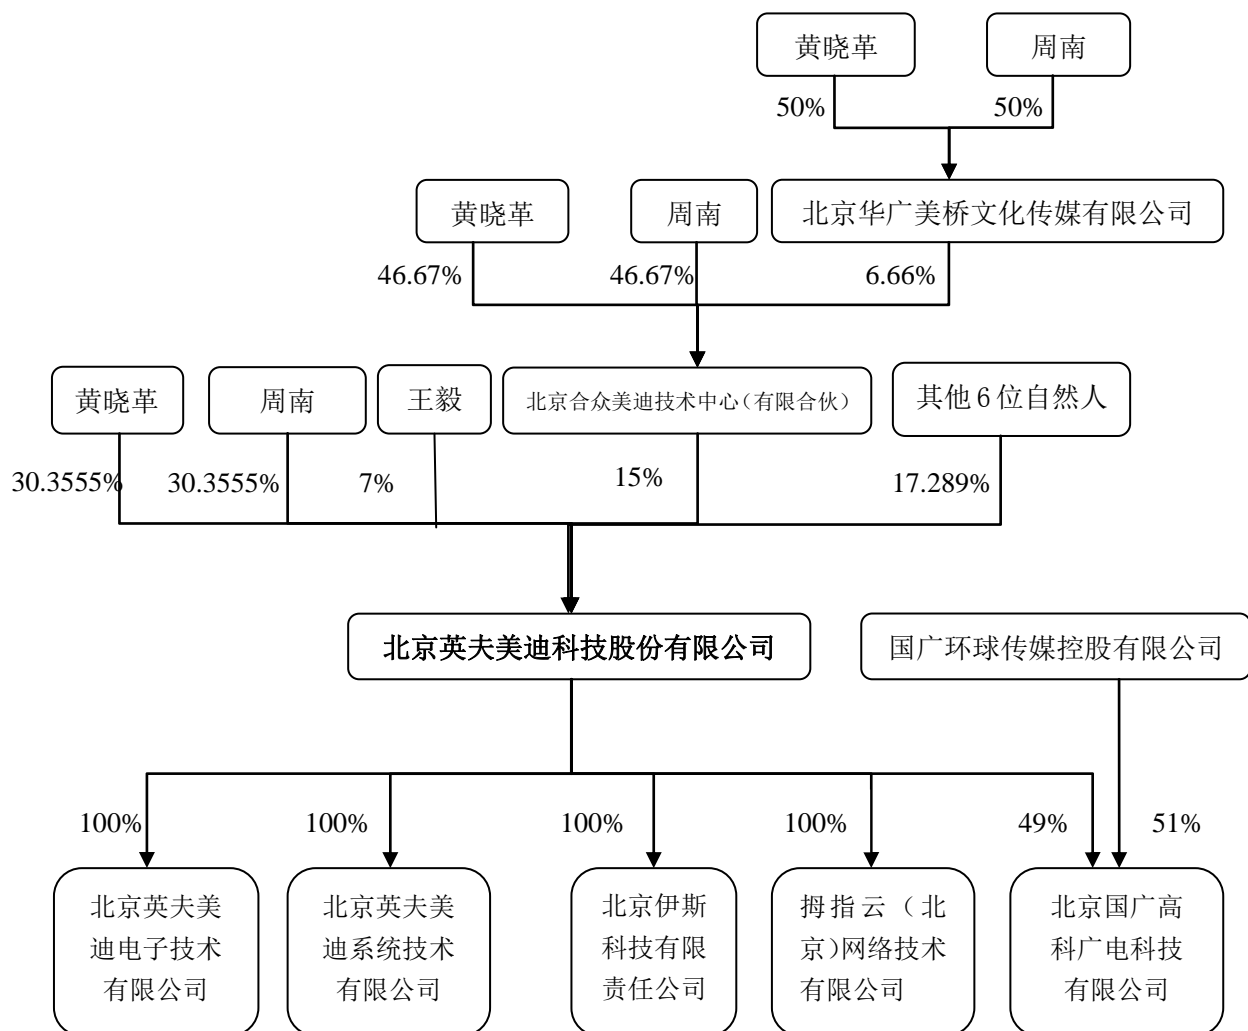 黄晓革
周南
50%
50%
黄晓革
周南
北京华广美桥文化传媒有限公司
46.67%
46.67%
6.66%
黄晓革
周南
王毅
北京合众美迪技术中心（有限合伙）
其他 6 位自然人
30.3555%
30.3555%
7%
15%
17.289%
北京英夫美迪科技股份有限公司
国广环球传媒控股有限公司
100%
100%
100%
100%
49%
51%
北京英夫美
迪电子技术
有限公司
北京英夫美
迪系统技术
有限公司
北京伊斯
科技有限
责任公司
拇指云（北
京）网络技术
有限公司
北京国广高
科广电科技
有限公司